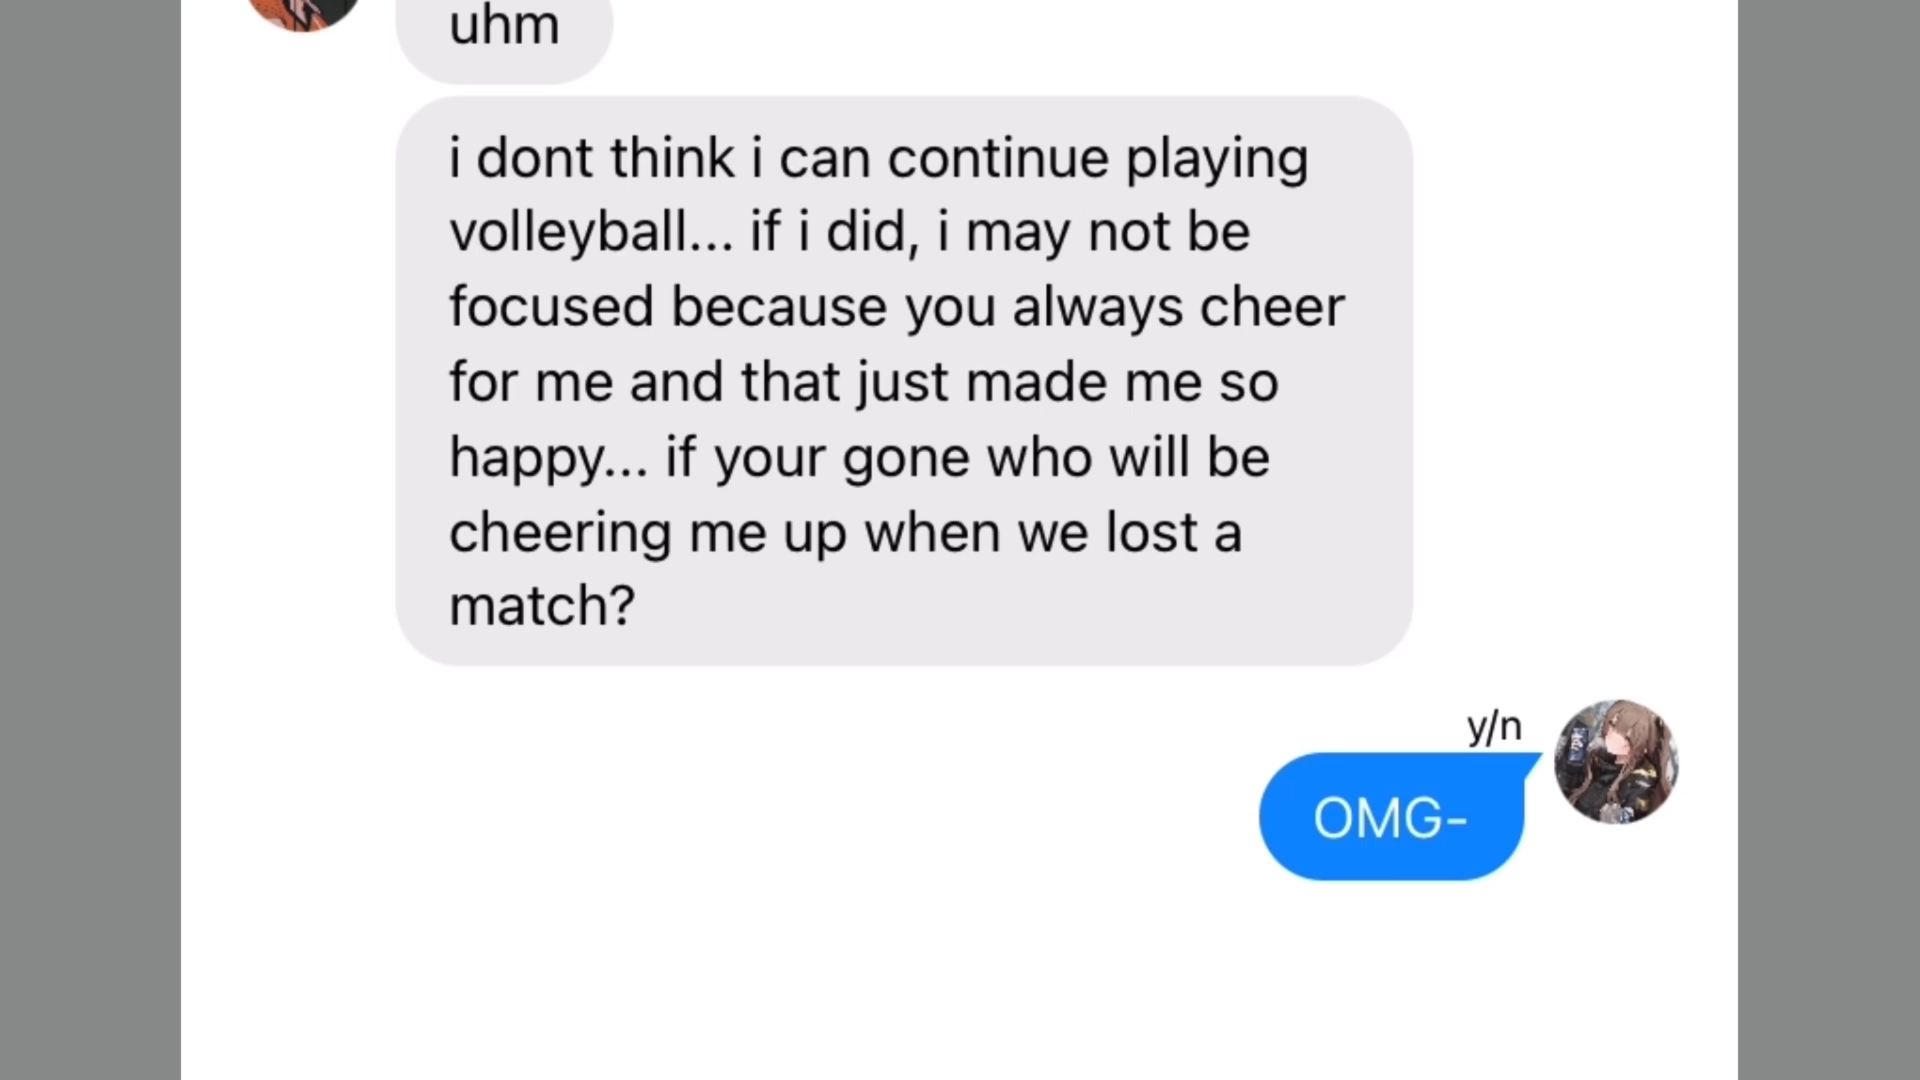 uhm
i dont think i can continue playing
volleyball... if i did, i may not be
focused because you always cheer
for me and that just made me so
happy... if your gone who will be
cheering me up when we lost a
match?
y/n
OMG-